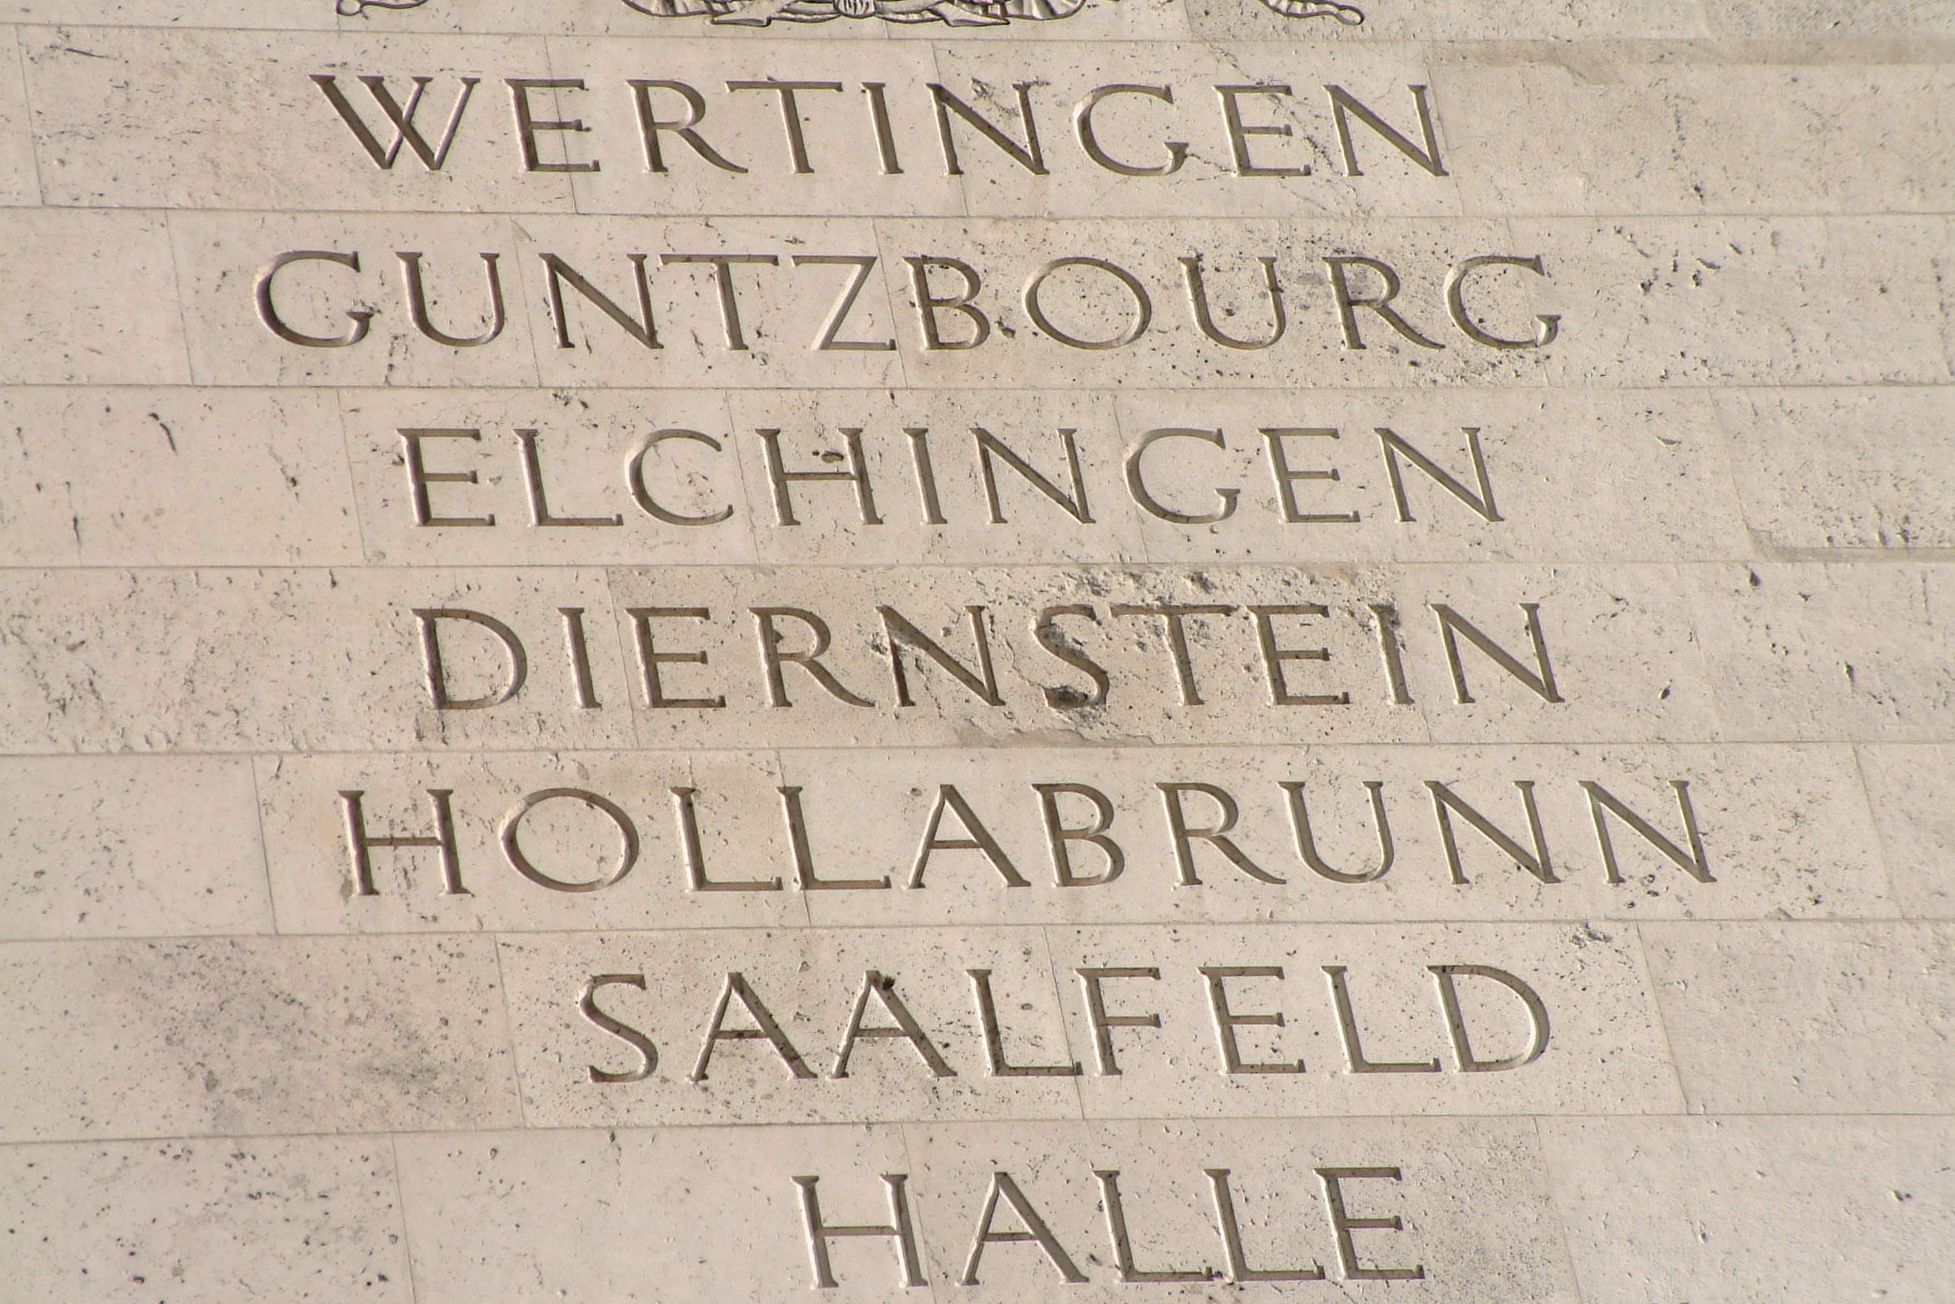 WERTINGEN
GUNTZBOURG
ELCHINGEN
DIERNSTEIN
HOLLABRUNN
SAALFELD
HALLE